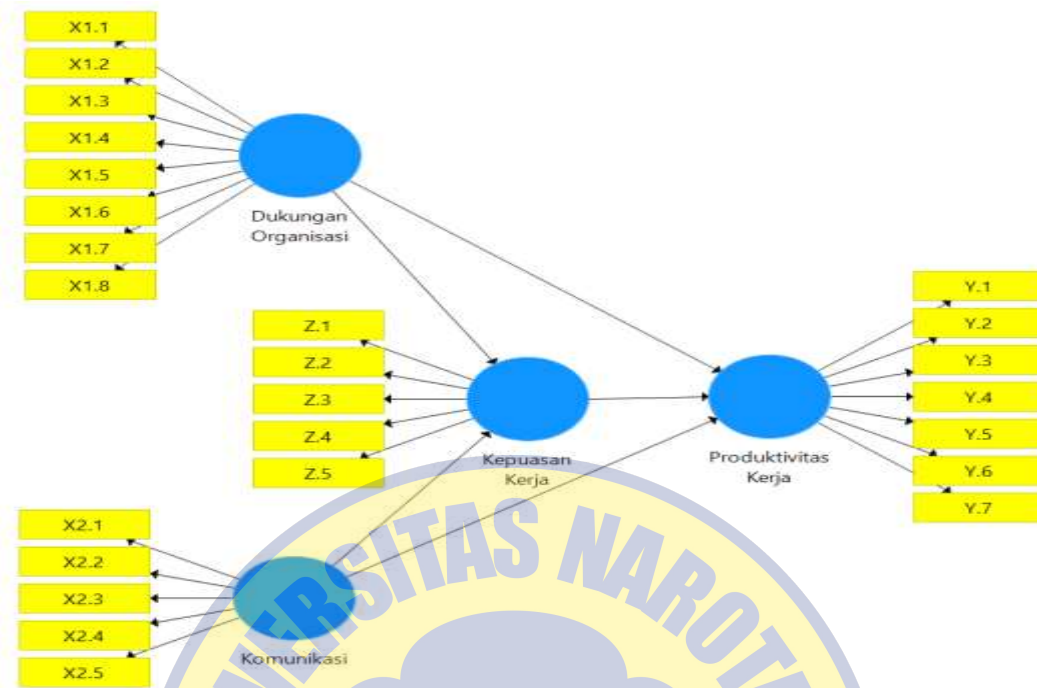 X1.1
X1.2
X1.3
X1.4
X1.5
X1.6
X1.7
X1.8
Dukungan
Organisasi
Z.1
Z.2
Z.3
Z.4
Z.5
Kepuasan
Kerja
Produktivitas
Kerja
Y.1
Y.2
Y.3
Y.4
Y.5
Y.6
Y.7
X2.1
X2.2
X2.3
X2.4
X2.5
Komunikasi